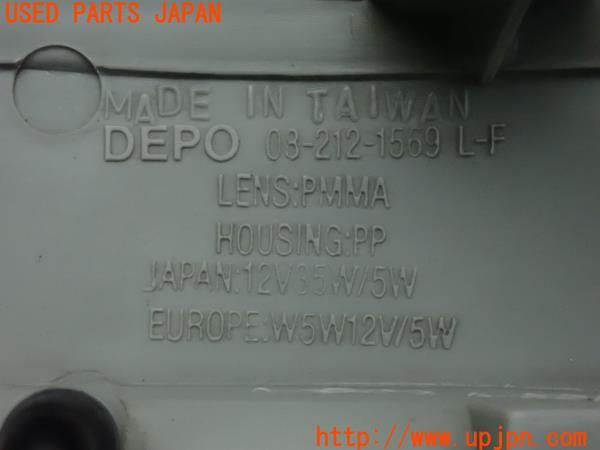 USED PARTS JAPAN
MADE IN TAIWAN
DEPO 08-212-1569 L-F
LENS:PMMA
HOUSING:PP
JAPAN:12V35W/5W
EUROPE:W5W12V/5W
http://www.upjpn.com